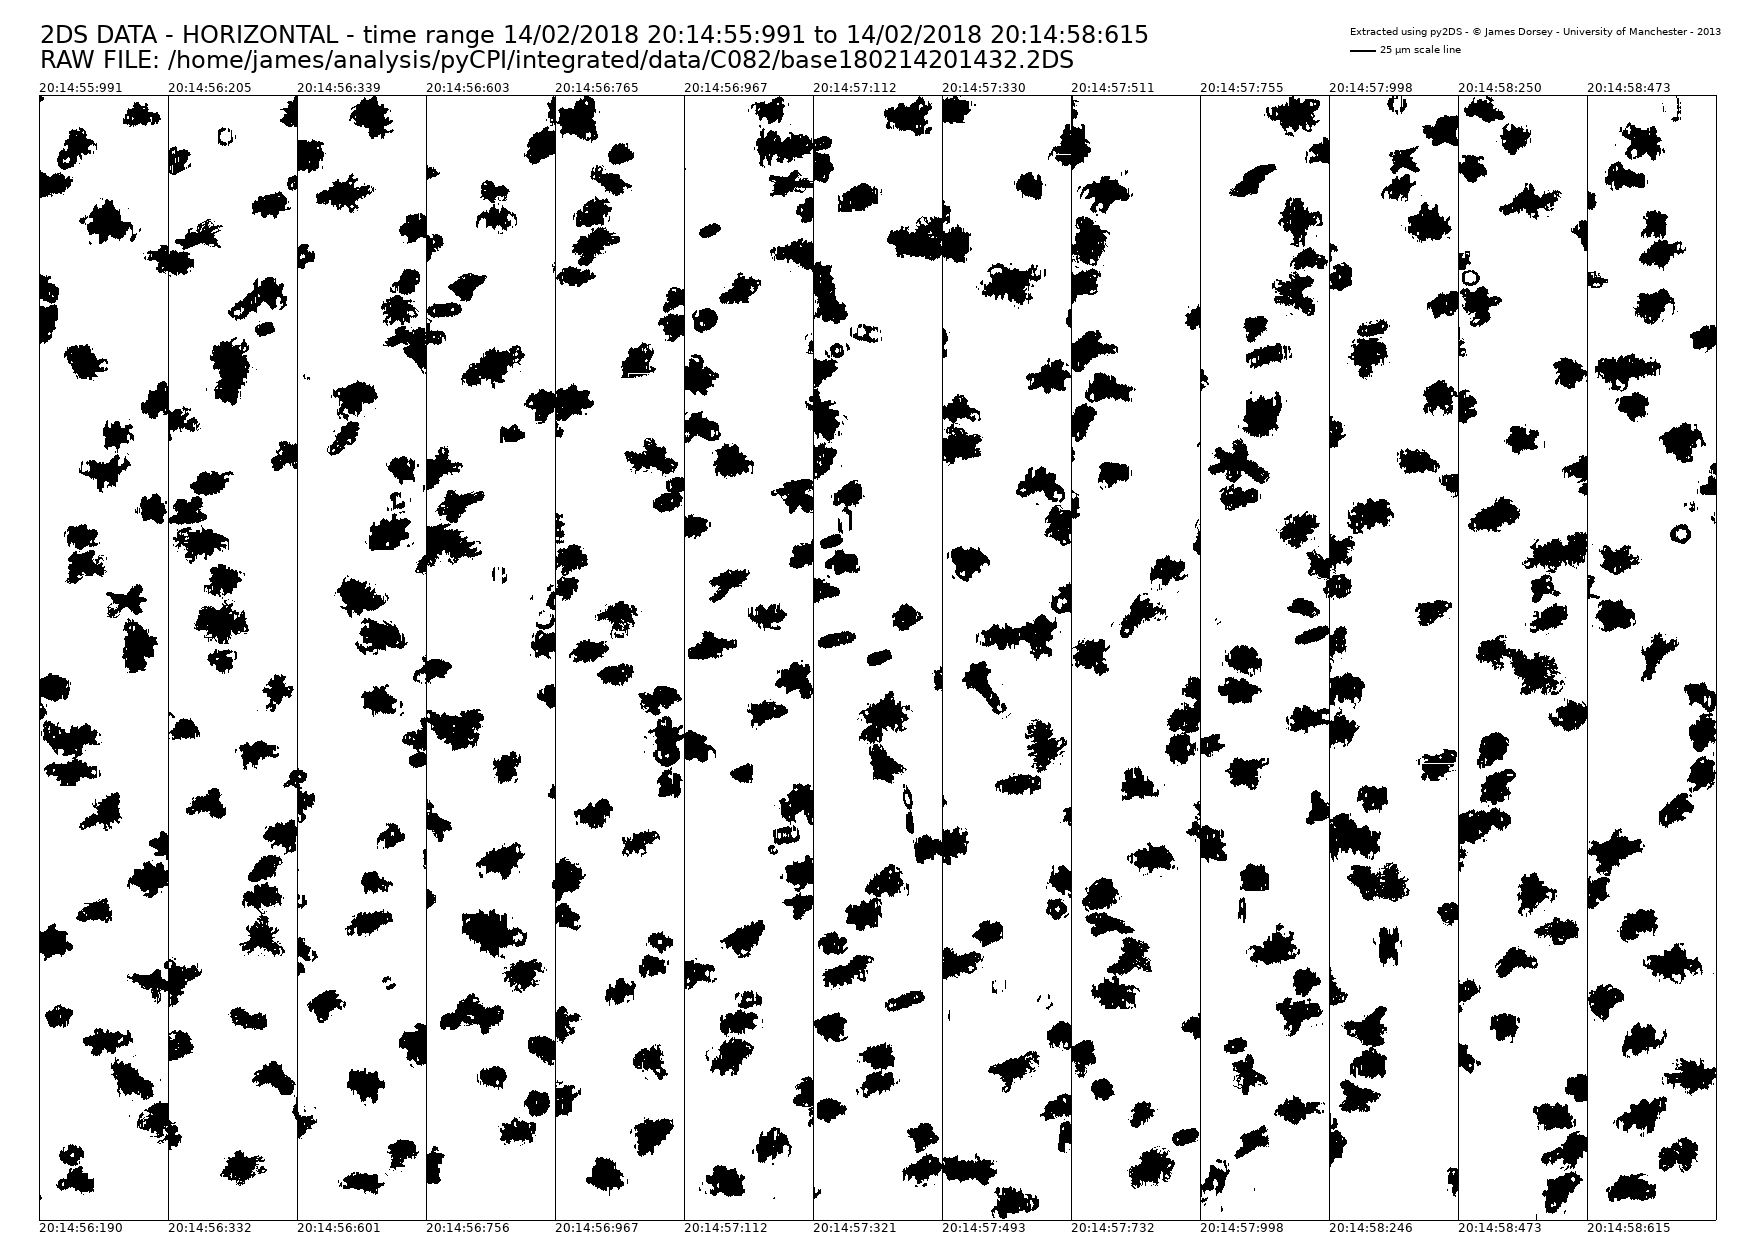 2DS DATA - HORIZONTAL - time range 14/02/2018 20:14:55:991 to 14/02/2018 20:14:58:615
RAW FILE: /home/james/analysis/pyCPI/integrated/data/C082/base180214201432.2DS
Extracted using py2DS - © James Dorsey - University of Manchester - 2013
25 µm scale line
20:14:55:991 20:14:56:205 20:14:56:339 20:14:56:603 20:14:56:765 20:14:56:967 20:14:57:112 20:14:57:330 20:14:57:511 20:14:57:755 20:14:57:998 20:14:58:250 20:14:58:473
20:14:56:190 20:14:56:332 20:14:56:601 20:14:56:756 20:14:56:967 20:14:57:112 20:14:57:321 20:14:57:493 20:14:57:732 20:14:57:998 20:14:58:246 20:14:58:473 20:14:58:615